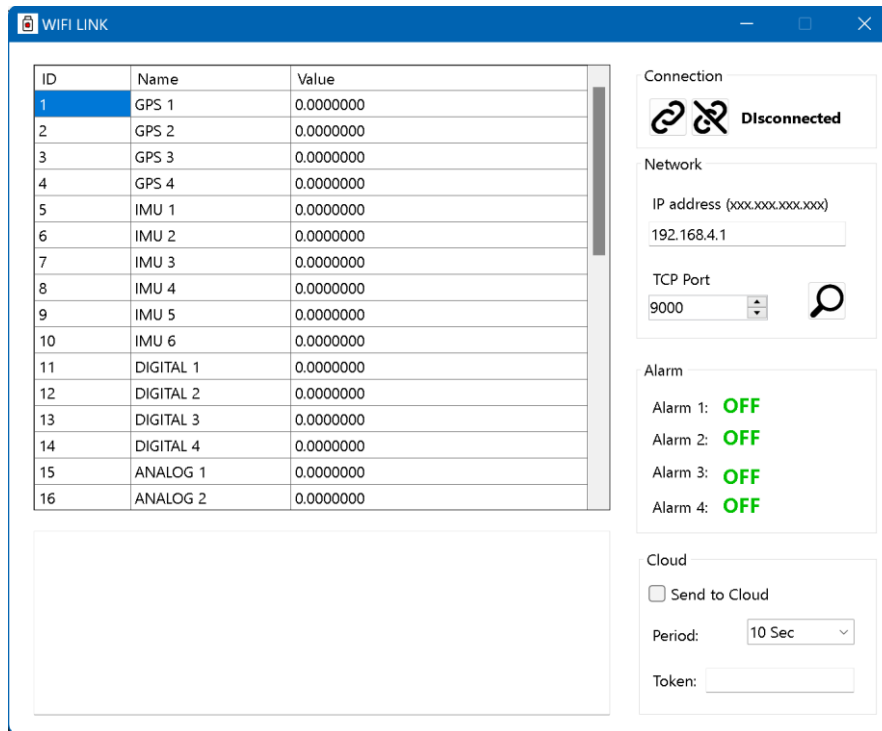 WIFI LINK
ID Name Value
1 GPS 1 0.0000000
2 GPS 2 0.0000000
3 GPS 3 0.0000000
4 GPS 4 0.0000000
5 IMU 1 0.0000000
6 IMU 2 0.0000000
7 IMU 3 0.0000000
8 IMU 4 0.0000000
9 IMU 5 0.0000000
10 IMU 6 0.0000000
11 DIGITAL 1 0.0000000
12 DIGITAL 2 0.0000000
13 DIGITAL 3 0.0000000
14 DIGITAL 4 0.0000000
15 ANALOG 1 0.0000000
16 ANALOG 2 0.0000000
Connection
DIsconnected
Network
IP address (xxx.xxx.xxx.xxx)
192.168.4.1
TCP Port
9000
Alarm
Alarm 1: OFF
Alarm 2: OFF
Alarm 3: OFF
Alarm 4: OFF
Cloud
Send to Cloud
Period: 10 Sec
Token: